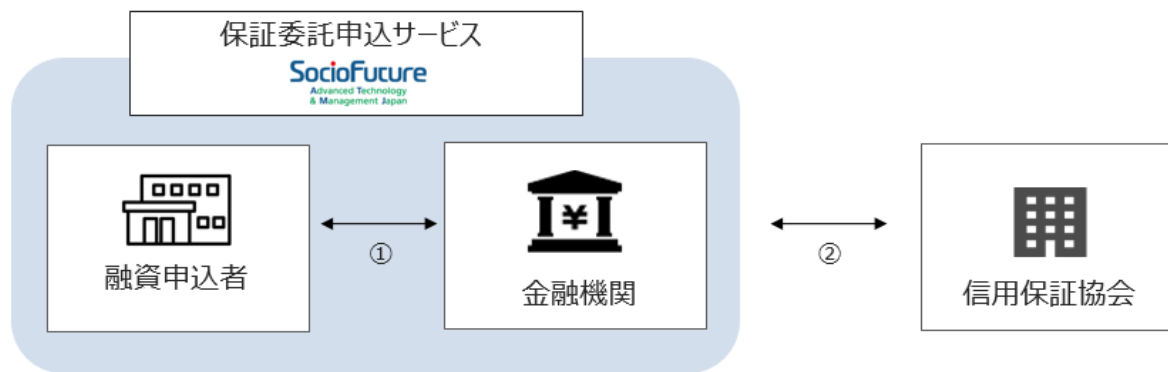 保証委託申込サービス
SocioFuture
Advanced Technology
& Management Japan
融資申込者
①
¥
金融機関
②
信用保証協会